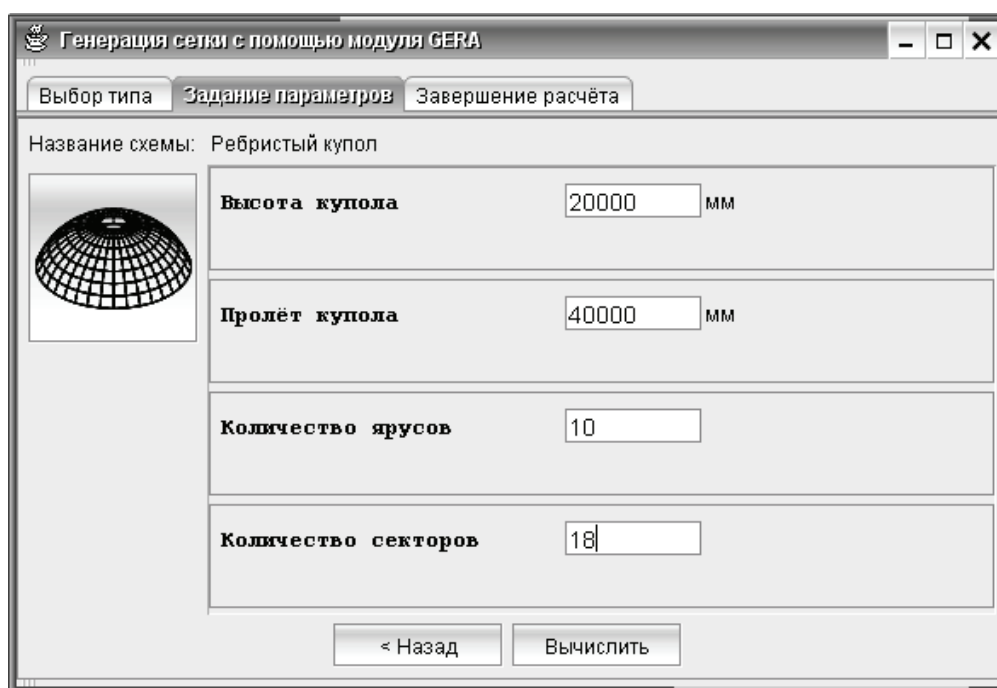 Генерация сетки с помощью модуля GERA
Выбор типа Задание параметров Завершение расчёта
Название схемы: Ребристый купол
Высота купола 20000 мм
Пролёт купола 40000 мм
Количество ярусов 10
Количество секторов 18
< Назад Вычислить